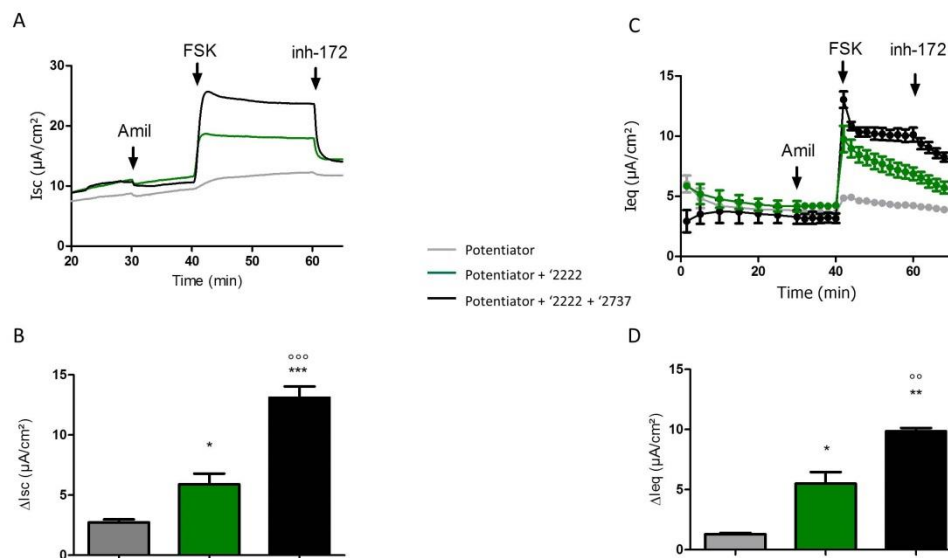 A
FSK
inh-172
Amil
30
20
10
0
Isc (µA/cm²)
20
30
40
50
60
Time (min)
C
FSK
inh-172
Amil
15
10
5
0
Ieq (µA/cm²)
0
20
40
60
Time (min)
Potentiator
Potentiator + ‘2222
Potentiator + ‘2222 + ‘2737
B
15
10
5
0
ΔIsc (µA/cm²)
*
°°°
***
D
15
10
5
0
ΔIeq (µA/cm²)
*
°°
**